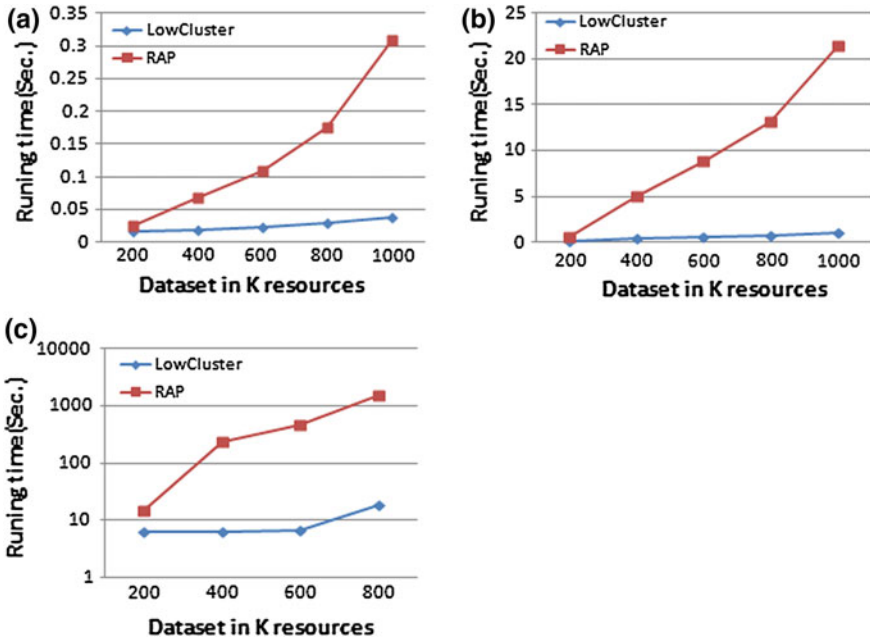 (a)
LowCluster
RAP
Runing time(Sec.)
0.35
0.3
0.25
0.2
0.15
0.1
0.05
0
200 400 600 800 1000
Dataset in K resources
(b)
LowCluster
RAP
Runing time(Sec.)
25
20
15
10
5
0
200 400 600 800 1000
Dataset in K resources
(c)
LowCluster
RAP
Runing time(Sec.)
10000
1000
100
10
1
200 400 600 800
Dataset in K resources